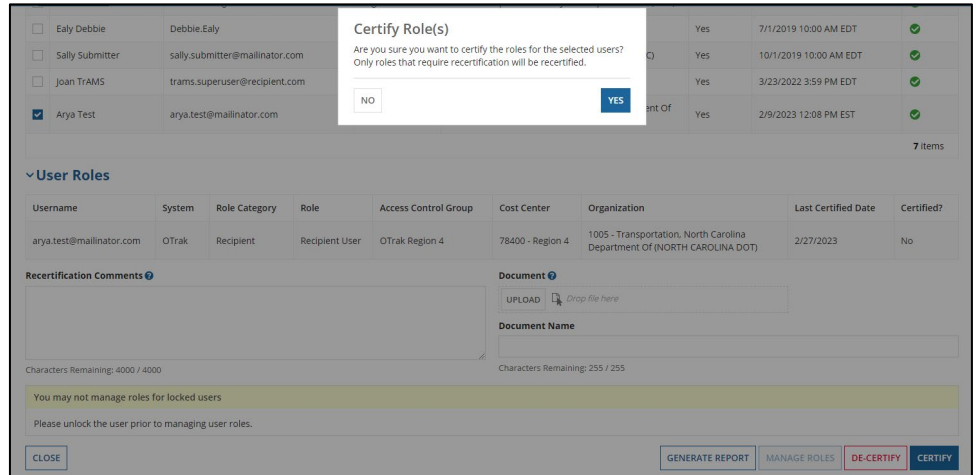 Certify Role(s)
Are you sure you want to certify the roles for the selected users?
Only roles that require recertification will be recertified.
NO
YES
Ealy Debbie Debbie.Ealy Yes 7/1/2019 10:00 AM EDT
Sally Submitter sally.submitter@mailinator.com C) Yes 10/1/2019 10:00 AM EDT
Joan TrAMS trams.superuser@recipient.com Yes 3/23/2022 3:59 PM EDT
Arya Test arya.test@mailinator.com ent Of Yes 2/9/2023 12:08 PM EST
7 items
User Roles
Username System Role Category Role Access Control Group Cost Center Organization Last Certified Date Certified?
arya.test@mailinator.com OTrak Recipient Recipient User OTrak Region 4 78400 - Region 4 1005 - Transportation, North Carolina 2/27/2023 No
Department Of (NORTH CAROLINA DOT)
Recertification Comments
Characters Remaining: 4000 / 4000
Document
UPLOAD Drop file here
Document Name
Characters Remaining: 255 / 255
You may not manage roles for locked users
Please unlock the user prior to managing user roles.
CLOSE GENERATE REPORT MANAGE ROLES DE-CERTIFY CERTIFY